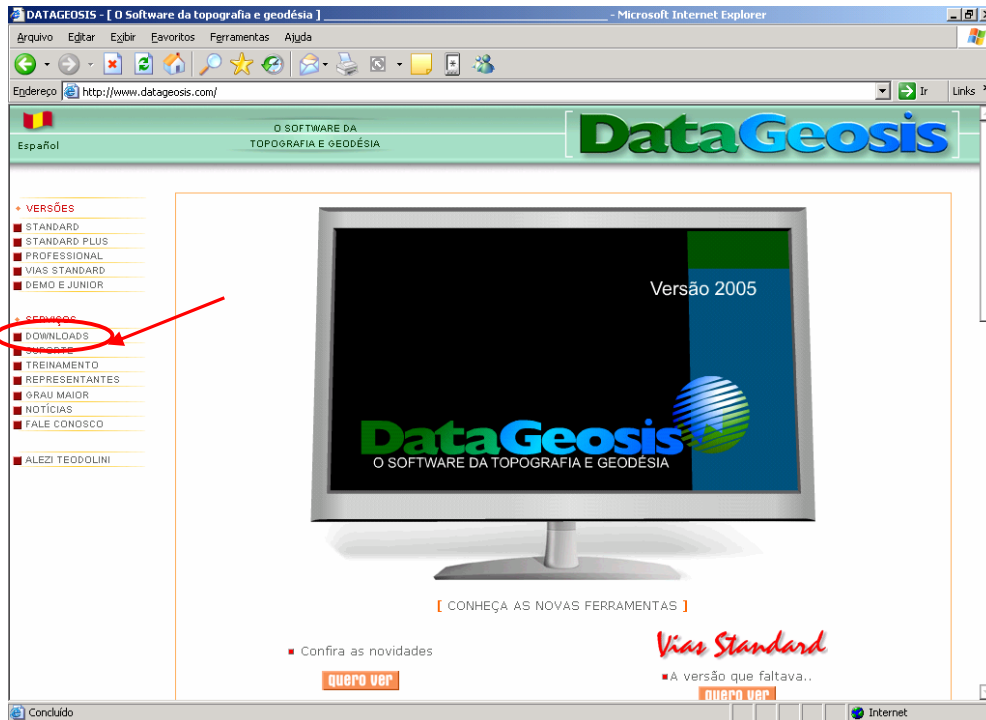 DATAGEOSIS - [ O Software da topografia e geodésia ] - Microsoft Internet Explorer
Arquivo Editar Exibir Favoritos Ferramentas Ajuda
Endereço http://www.datageosis.com/ Ir Links
Español
O SOFTWARE DA
TOPOGRAFIA E GEODÉSIA
[DataGeosis]
VERSÕES
STANDARD
STANDARD PLUS
PROFESSIONAL
VIAS STANDARD
DEMO E JUNIOR
SERVIÇOS
DOWNLOADS
SUPORTE
TREINAMENTO
REPRESENTANTES
GRAU MAIOR
NOTÍCIAS
FALE CONOSCO
ALEZI TEODOLINI
Versão 2005
DataGeosis
O SOFTWARE DA TOPOGRAFIA E GEODÉSIA
[ CONHEÇA AS NOVAS FERRAMENTAS ]
Confira as novidades
quero ver
Vias Standard
A versão que faltava..
quero ver
Concluído
Internet